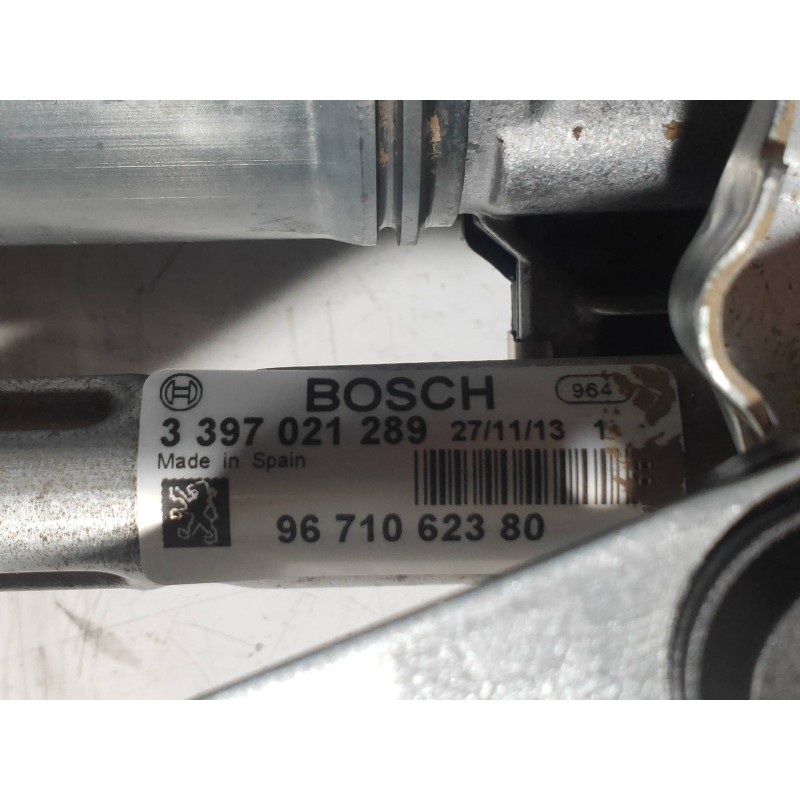 BOSCH 964
3 397 021 289 27/11/13 1
Made in Spain
96 710 623 80